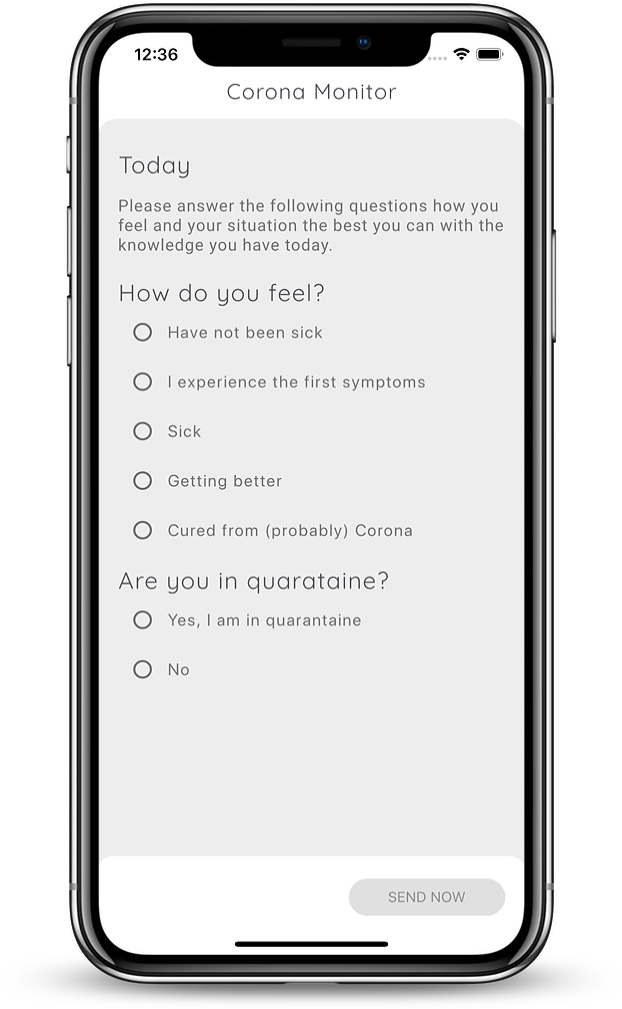 12:36
Corona Monitor
Today
Please answer the following questions how you
feel and your situation the best you can with the
knowledge you have today.
How do you feel?
Have not been sick
I experience the first symptoms
Sick
Getting better
Cured from (probably) Corona
Are you in quarataine?
Yes, I am in quarantaine
No
SEND NOW